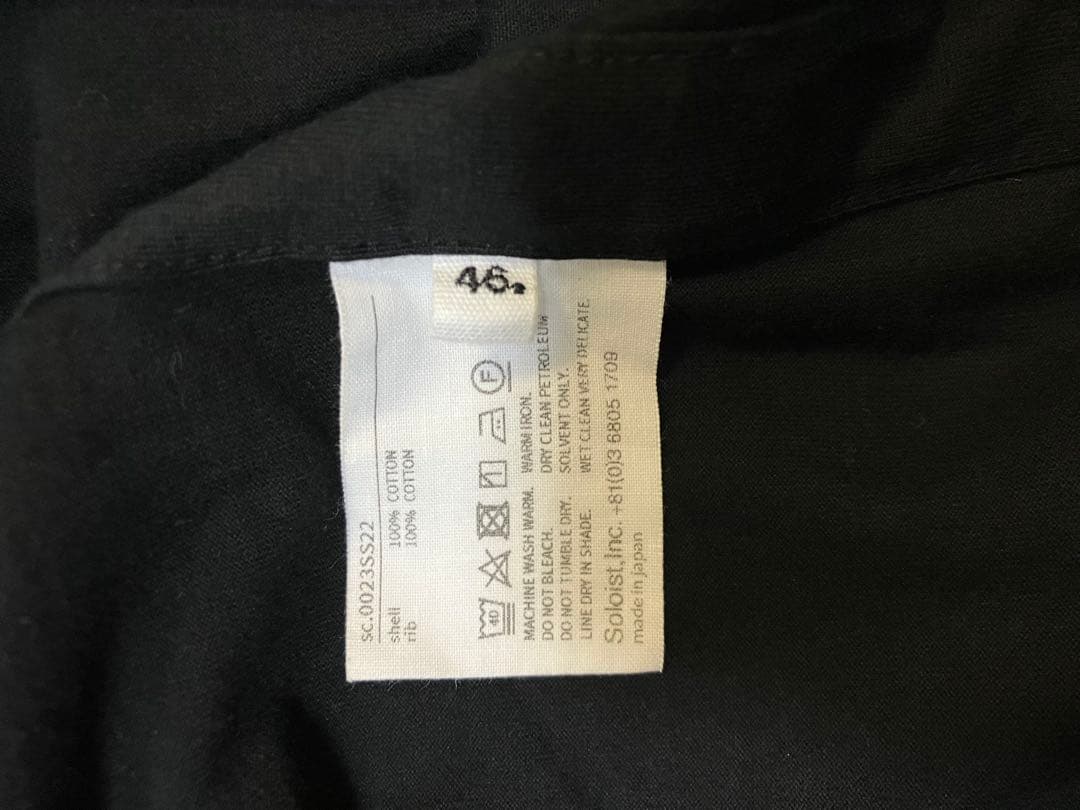 46.
sc.0023SS22
shell 100% COTTON
rib 100% COTTON
40 F
MACHINE WASH WARM. WARM IRON.
DO NOT BLEACH. DRY CLEAN PETROLEUM
DO NOT TUMBLE DRY. SOLVENT ONLY.
LINE DRY IN SHADE. WET CLEAN VERY DELICATE.
Soloist,Inc. +81(0)3 6805 1709
made in japan